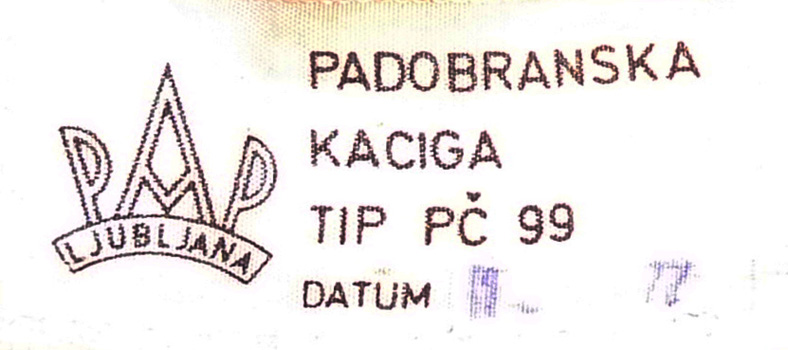 PAP
LJUBLJANA
PADOBRANSKA
KACIGA
TIP PČ 99
DATUM